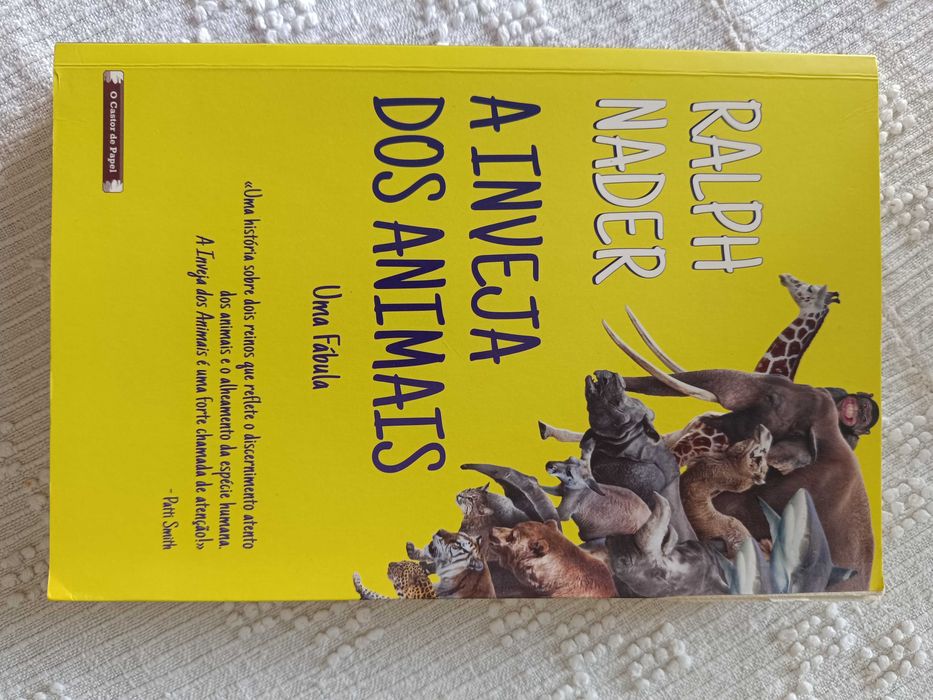 RALPH
NADER
A INVEJA
DOS ANIMAIS
Uma Fábula
«Uma história sobre dois reinos que reflete o discernimento atento
dos animais e o alheamento da espécie humana.
A Inveja dos Animais é uma forte chamada de atenção!»
- Patti Smith
O Castor de Papel